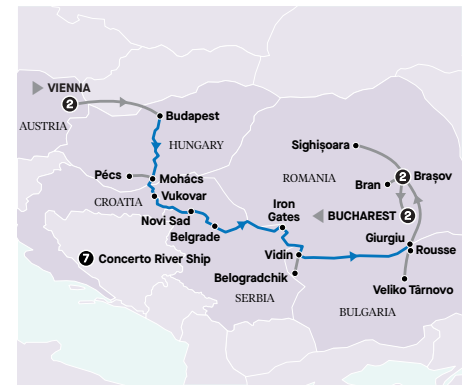 VIENNA
2
AUSTRIA
Budapest
HUNGARY
Sighișoara
Pécs
Mohács
ROMANIA
2
Brașov
Bran
Vukovar
CROATIA
Iron
Gates
BUCHAREST
2
Novi Sad
Belgrade
Giurgiu
Rousse
Vidin
7 Concerto River Ship
Belogradchik
Veliko Târnovo
SERBIA
BULGARIA